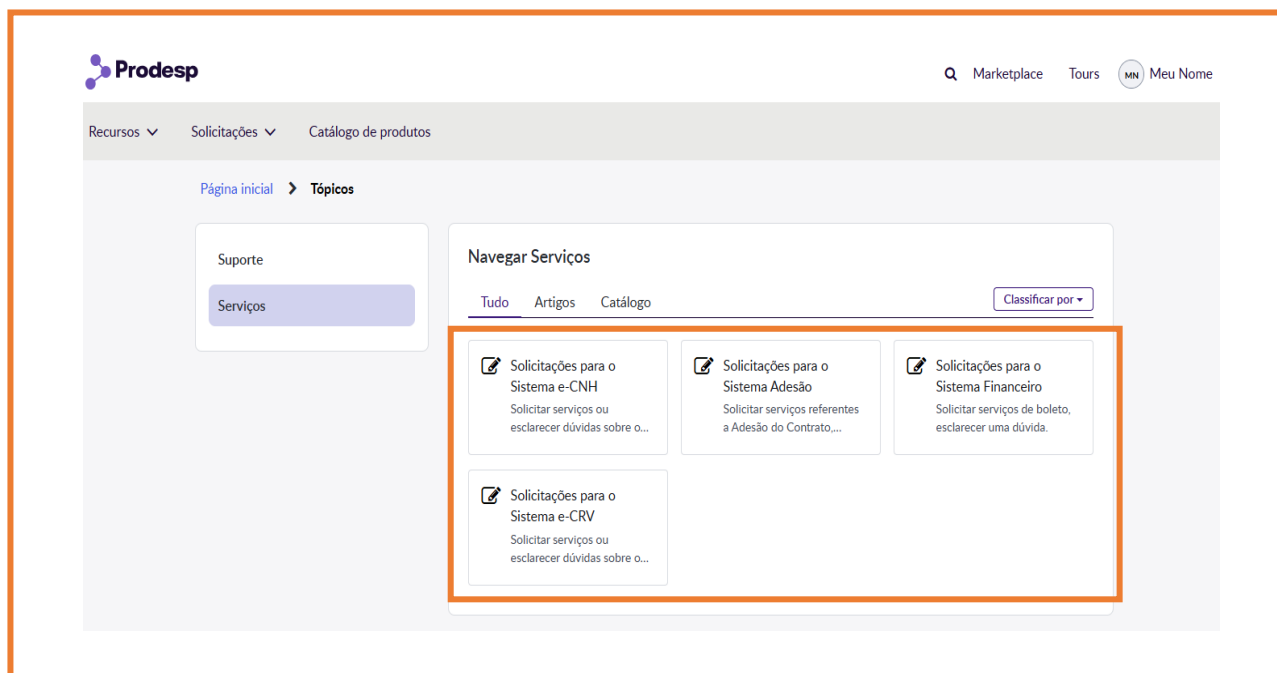 Prodesp
Marketplace Tours MN Meu Nome
Recursos Solicitações Catálogo de produtos
Página inicial Tópicos
Suporte
Serviços
Navegar Serviços
Tudo Artigos Catálogo
Classificar por
Solicitações para o
Sistema e-CNH
Solicitar serviços ou
esclarecer dúvidas sobre o...
Solicitações para o
Sistema Adesão
Solicitar serviços referentes
a Adesão do Contrato,...
Solicitações para o
Sistema Financeiro
Solicitar serviços de boleto,
esclarecer uma dúvida.
Solicitações para o
Sistema e-CRV
Solicitar serviços ou
esclarecer dúvidas sobre o...